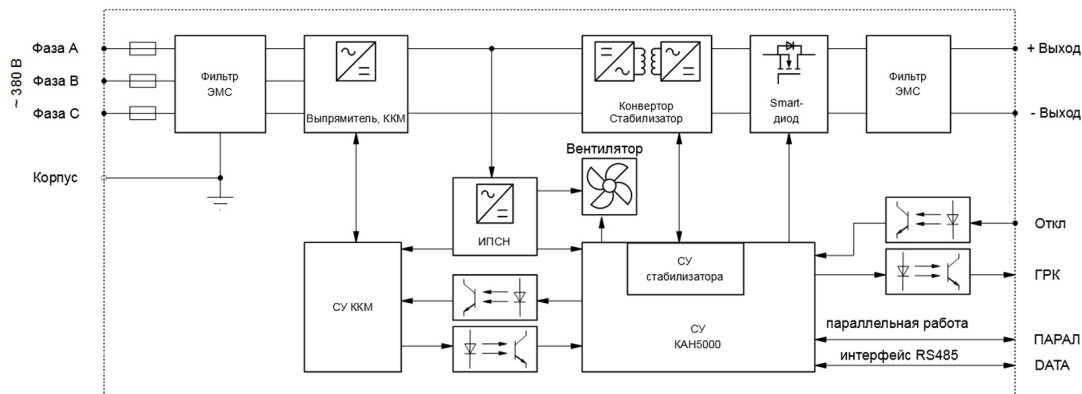 ~ 380 В
Фаза A
Фаза B
Фаза C
Корпус
Фильтр
ЭМС
Выпрямитель, ККМ
Конвертор
Стабилизатор
Smart-
диод
Фильтр
ЭМС
+ Выход
- Выход
Вентилятор
ИПСН
СУ ККМ
СУ
стабилизатора
СУ
КАН5000
Откл
ГРК
параллельная работа
ПАРАЛ
интерфейс RS485
DATA